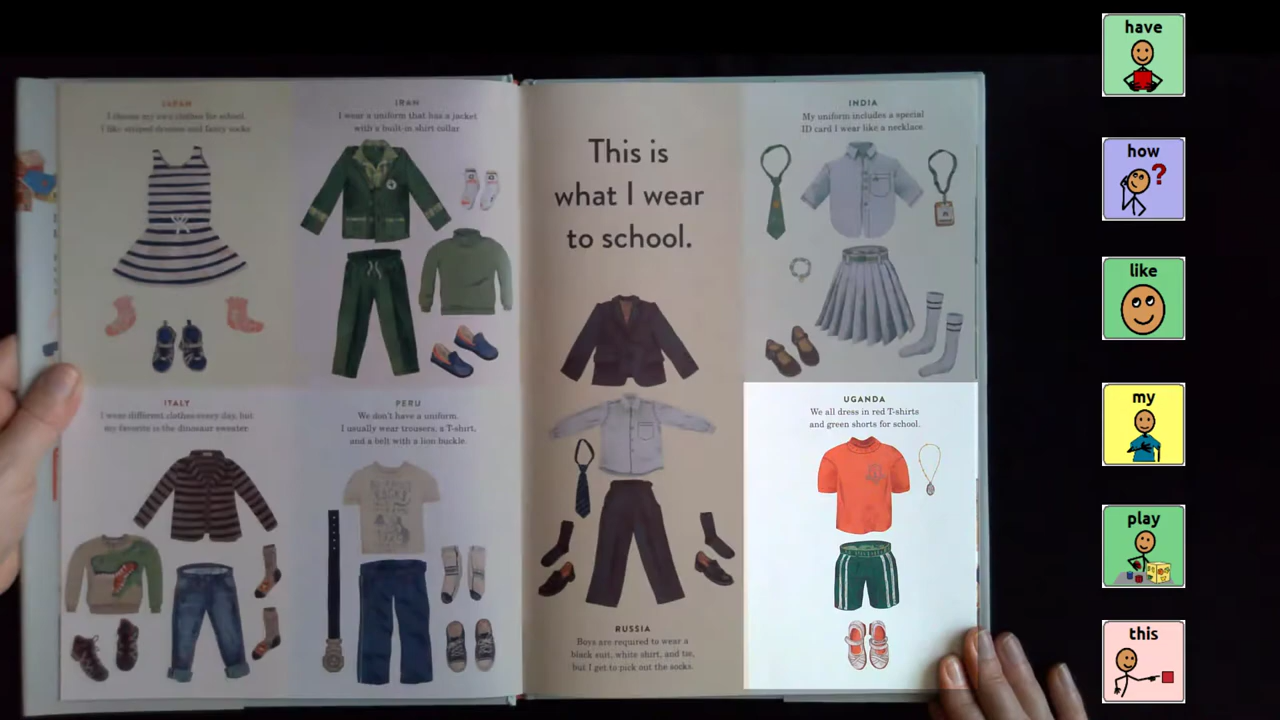 JAPAN
I choose my own clothes for school.
I like striped dresses and fancy socks.
IRAN
I wear a uniform that has a jacket
with a built-in shirt collar.
ITALY
I wear different clothes every day, but
my favorite is the dinosaur sweater.
PERU
We don't have a uniform.
I usually wear trousers, a T-shirt,
and a belt with a lion buckle.
This is
what I wear
to school.
RUSSIA
Boys are required to wear a
black suit, white shirt, and tie,
but I get to pick out the socks.
INDIA
My uniform includes a special
ID card I wear like a necklace.
UGANDA
We all dress in red T-shirts
and green shorts for school.
have
how
?
like
my
play
this